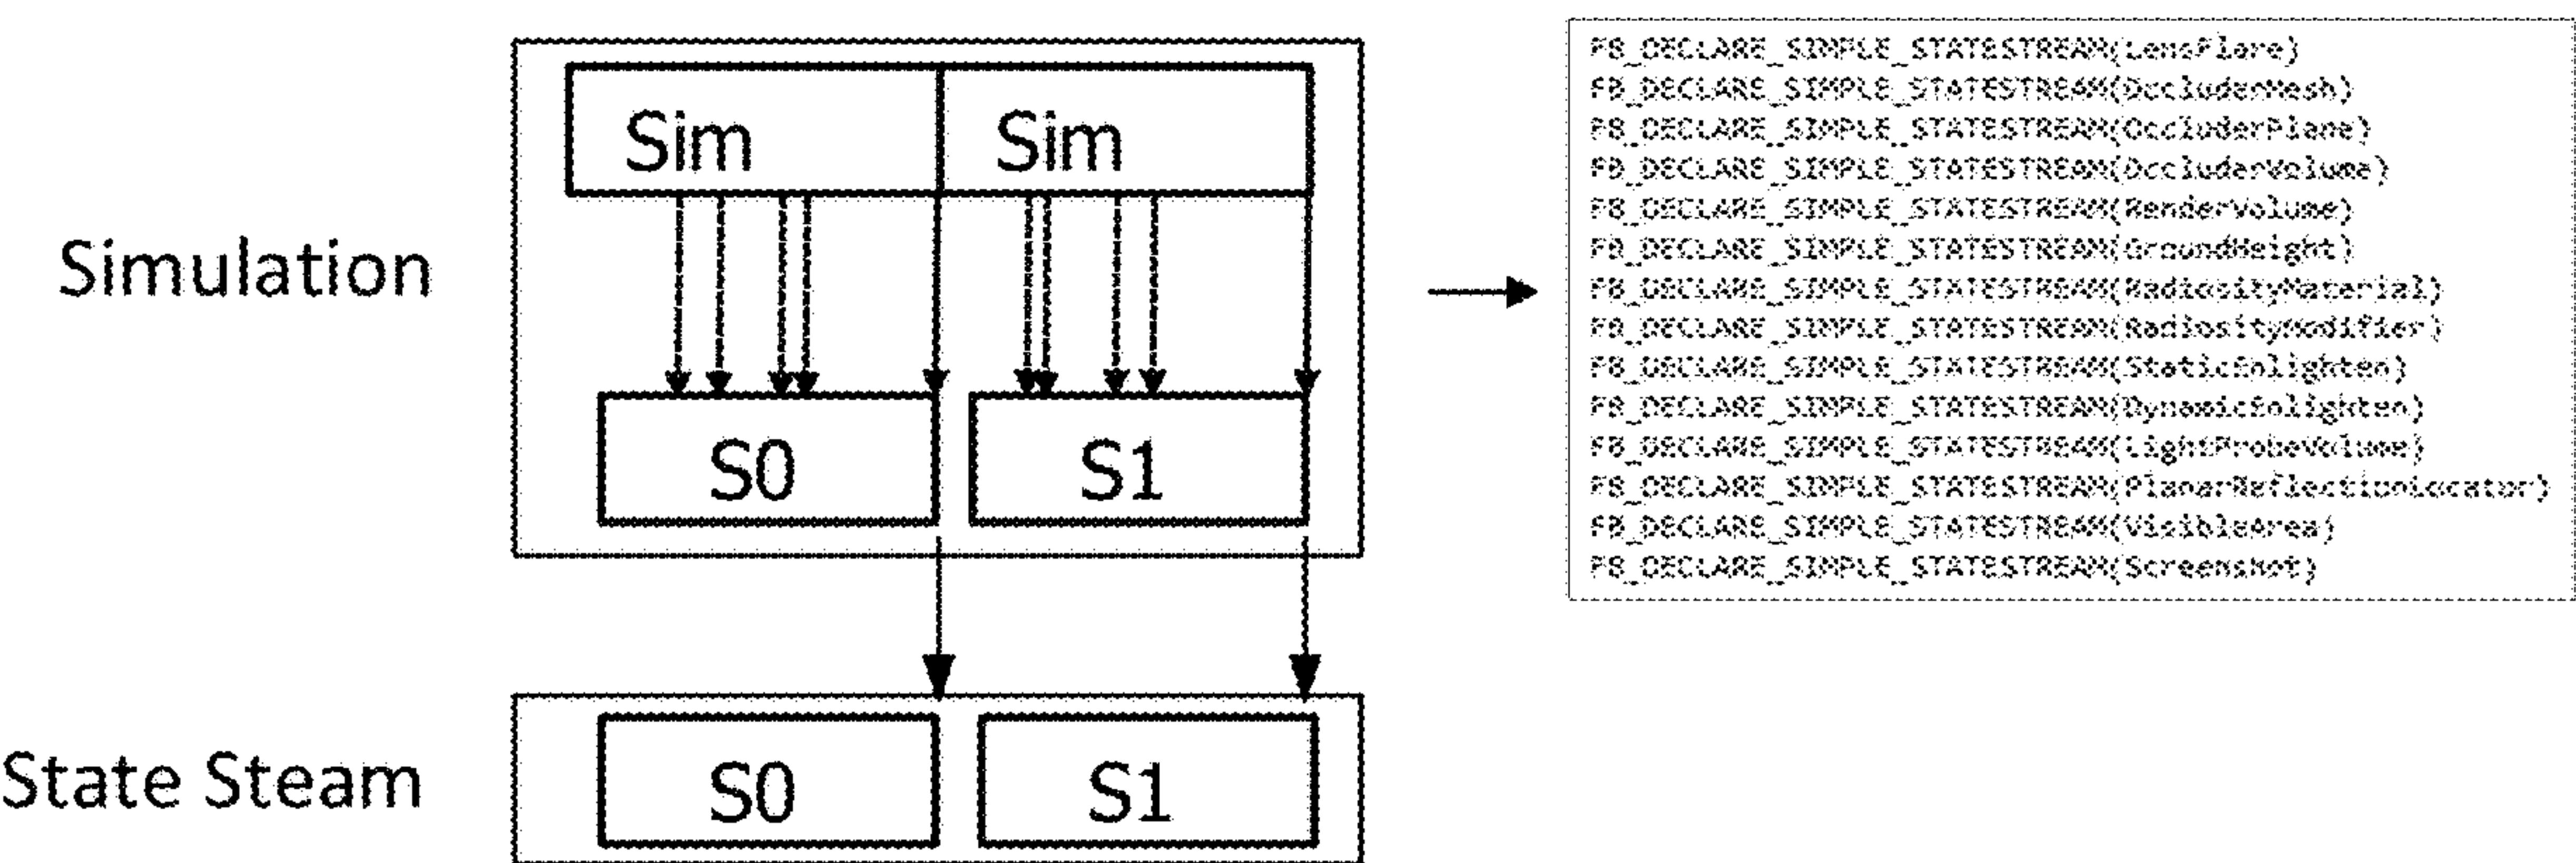 Simulation
Sim Sim
S0 S1
State Steam
S0 S1
FB_DECLARE_SIMPLE_STATESTREAM(LensFlare)
FB_DECLARE_SIMPLE_STATESTREAM(OccluderMesh)
FB_DECLARE_SIMPLE_STATESTREAM(OccluderPlane)
FB_DECLARE_SIMPLE_STATESTREAM(OccluderVolume)
FB_DECLARE_SIMPLE_STATESTREAM(RenderVolume)
FB_DECLARE_SIMPLE_STATESTREAM(GroundHeight)
FB_DECLARE_SIMPLE_STATESTREAM(RadiosityMaterial)
FB_DECLARE_SIMPLE_STATESTREAM(RadiosityModifier)
FB_DECLARE_SIMPLE_STATESTREAM(StaticEnlighten)
FB_DECLARE_SIMPLE_STATESTREAM(DynamicEnlighten)
FB_DECLARE_SIMPLE_STATESTREAM(LightProbeVolume)
FB_DECLARE_SIMPLE_STATESTREAM(PlanarReflectionLocator)
FB_DECLARE_SIMPLE_STATESTREAM(VisibleArea)
FB_DECLARE_SIMPLE_STATESTREAM(Screenshot)